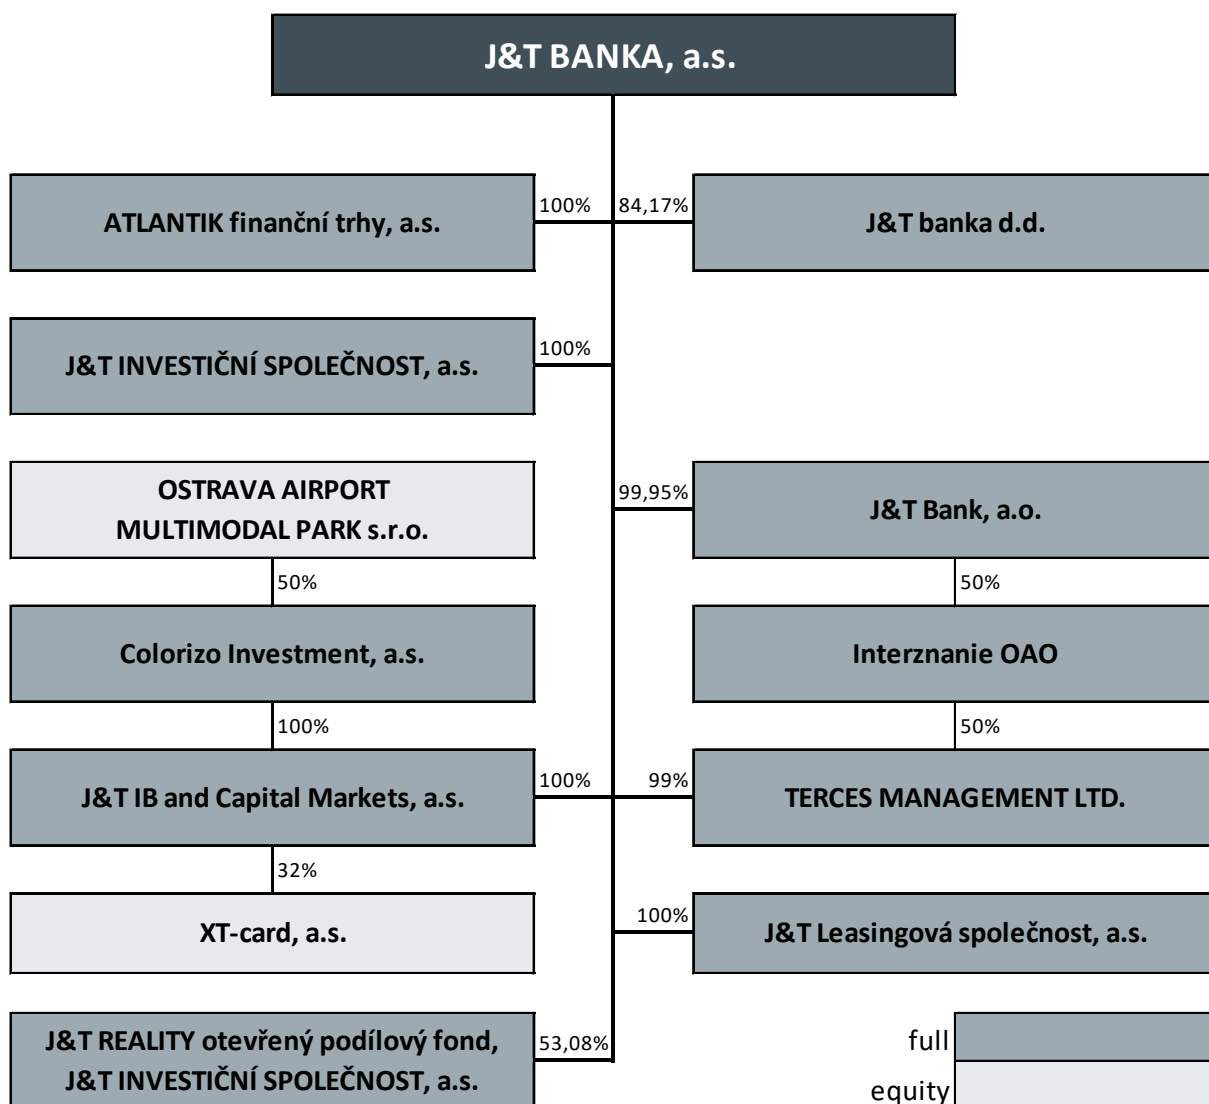 J&T BANKA, a.s.
ATLANTIK finanční trhy, a.s.
100%
84,17%
J&T banka d.d.
J&T INVESTIČNÍ SPOLEČNOST, a.s.
100%
OSTRAVA AIRPORT
MULTIMODAL PARK s.r.o.
99,95%
J&T Bank, a.o.
50%
50%
Colorizo Investment, a.s.
Interznanie OAO
100%
50%
J&T IB and Capital Markets, a.s.
100%
99%
TERCES MANAGEMENT LTD.
32%
XT-card, a.s.
100%
J&T Leasingová společnost, a.s.
J&T REALITY otevřený podílový fond,
J&T INVESTIČNÍ SPOLEČNOST, a.s.
53,08%
full
equity